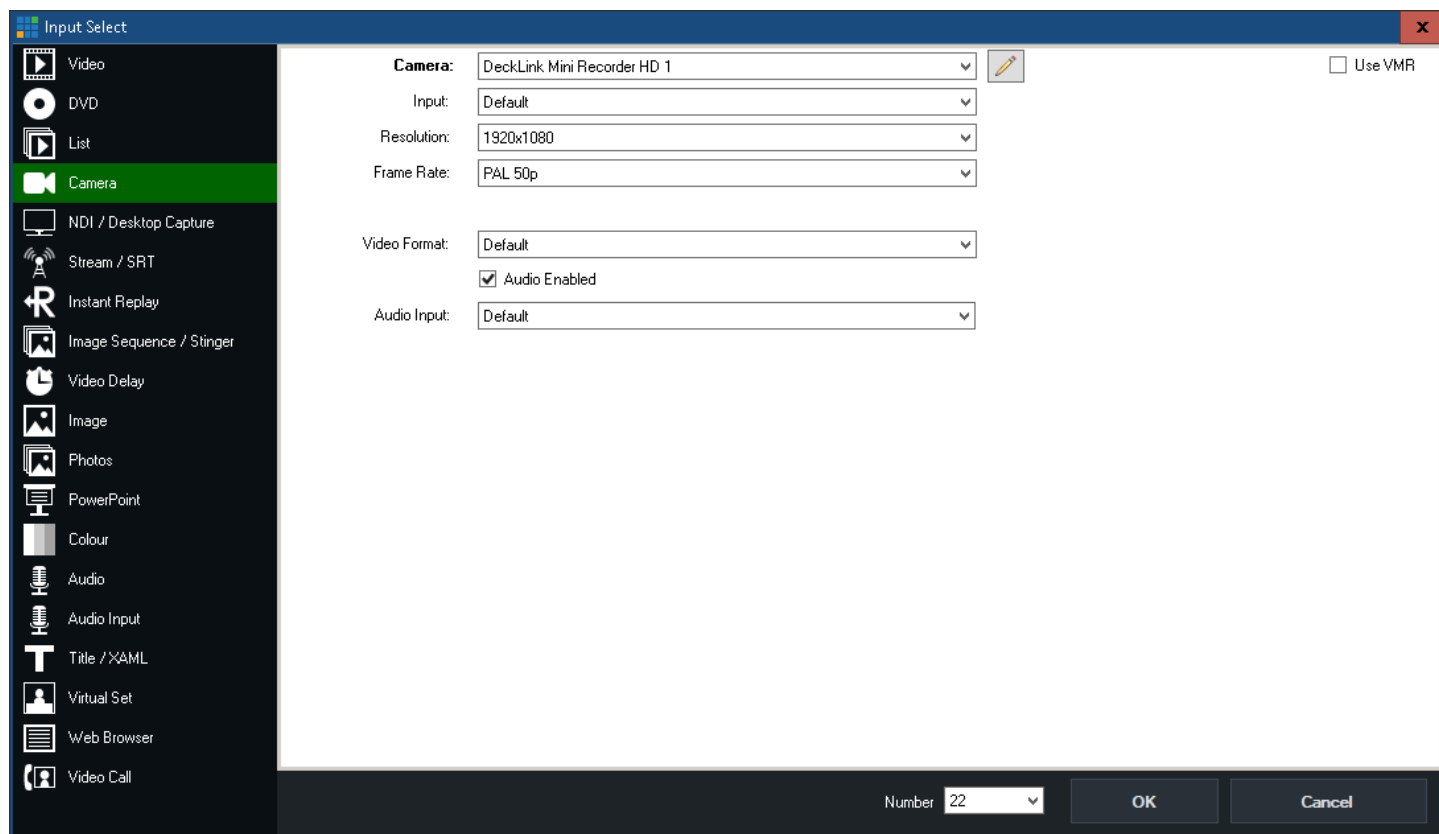 Input Select
x
Video
DVD
List
Camera
NDI / Desktop Capture
Stream / SRT
Instant Replay
Image Sequence / Stinger
Video Delay
Image
Photos
PowerPoint
Colour
Audio
Audio Input
Title / XAML
Virtual Set
Web Browser
Video Call
Camera: DeckLink Mini Recorder HD 1 Use VMR
Input: Default
Resolution: 1920x1080
Frame Rate: PAL 50p
Video Format: Default
Audio Enabled
Audio Input: Default
Number 22 OK Cancel